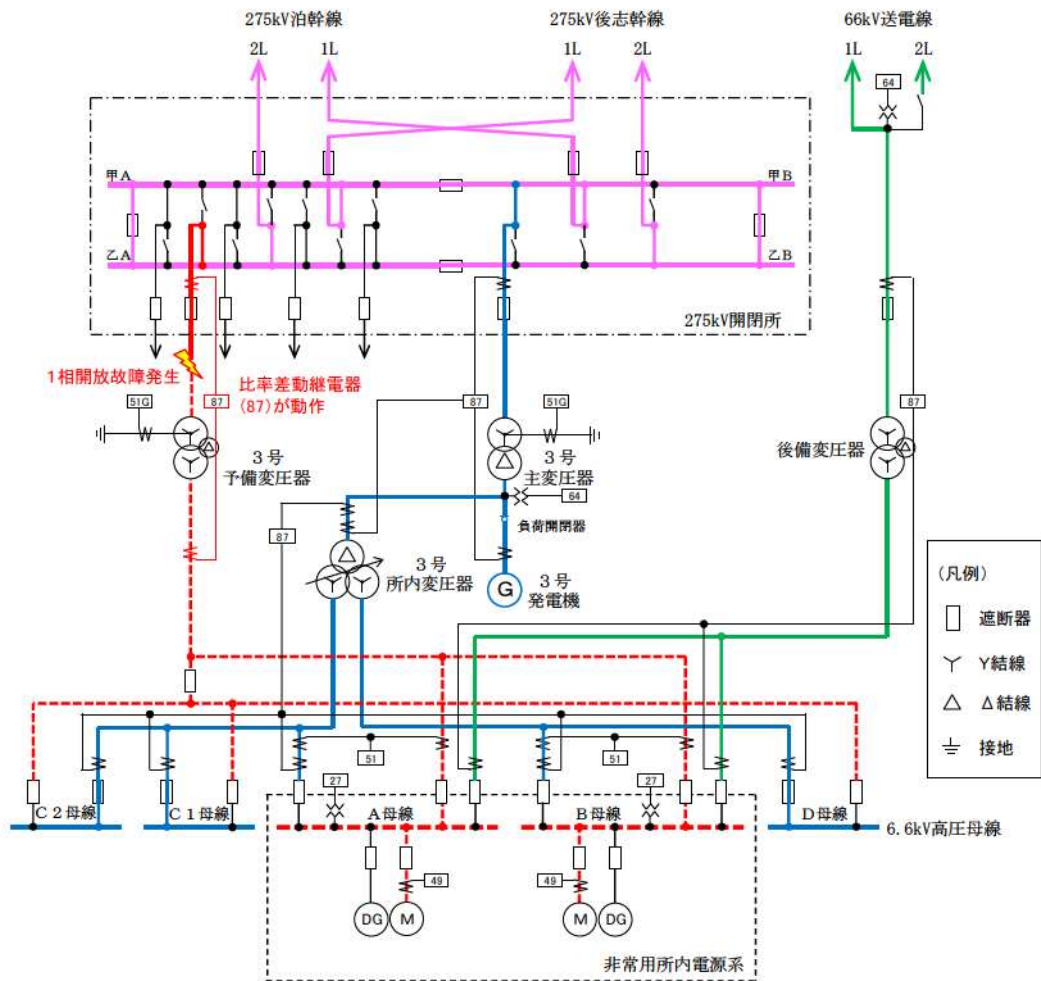 275kV泊幹線
275kV後志幹線
66kV送電線
2L
1L
1L
2L
1L
2L
64
甲A
甲B
乙A
乙B
275kV開閉所
1相開放故障発生
比率差動継電器
(87)が動作
51G
87
87
51G
87
3号
予備変圧器
3号
主変圧器
後備変圧器
64
負荷開閉器
87
3号
所内変圧器
G
3号
発電機
(凡例)
遮断器
Y結線
Δ結線
接地
51
51
27
27
C2母線
C1母線
A母線
B母線
D母線
6.6kV高圧母線
49
49
DG
M
M
DG
非常用所内電源系